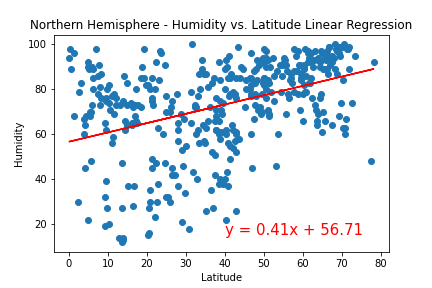 Northern Hemisphere - Humidity vs. Latitude Linear Regression
100
80
60
40
20
Humidity
y = 0.41x + 56.71
0 10 20 30 40 50 60 70 80
Latitude